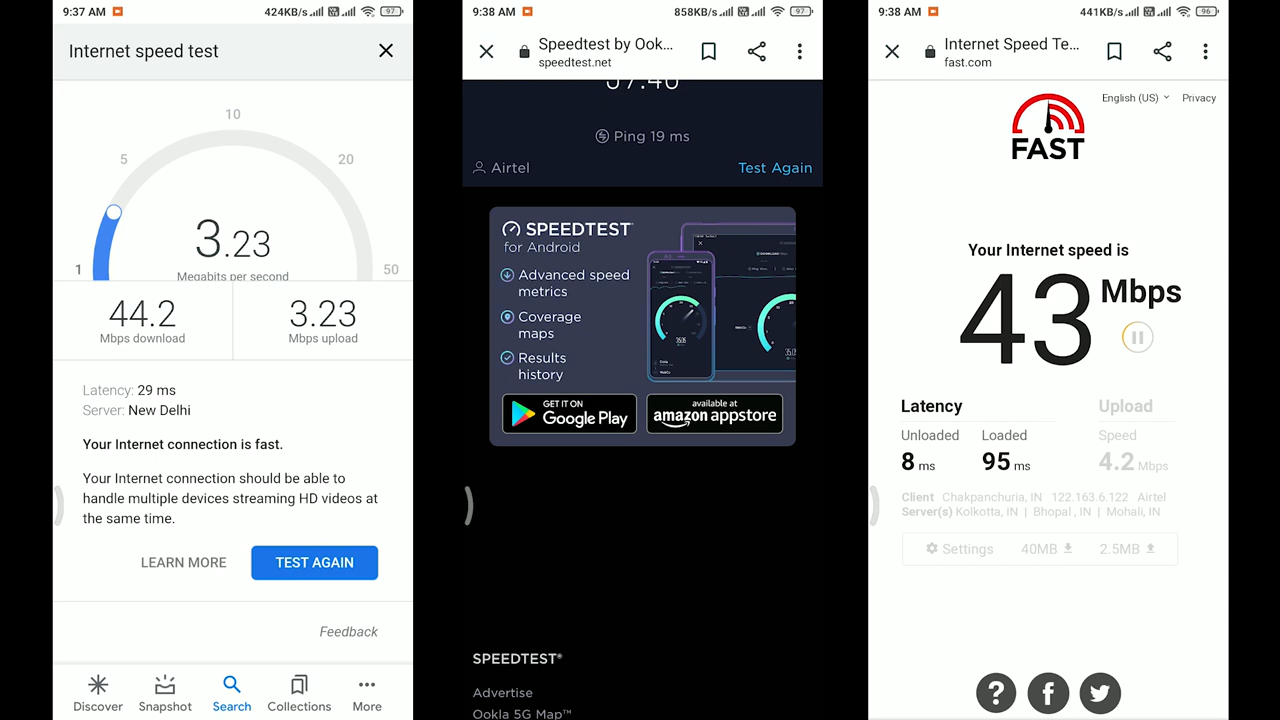 9:37 AM
424KB/s
97
Internet speed test
10
5
20
1
50
3.23
Megabits per second
44.2
Mbps download
3.23
Mbps upload
Latency: 29 ms
Server: New Delhi
Your Internet connection is fast.
Your Internet connection should be able to
handle multiple devices streaming HD videos at
the same time.
LEARN MORE
TEST AGAIN
Feedback
Discover
Snapshot
Search
Collections
More
9:38 AM
858KB/s
97
Speedtest by Ook...
speedtest.net
Ping 19 ms
Airtel
Test Again
SPEEDTEST®
for Android
Advanced speed
metrics
Coverage
maps
Results
history
GET IT ON
Google Play
available at
amazon appstore
SPEEDTEST®
Advertise
Ookla 5G Map™
9:38 AM
441KB/s
96
Internet Speed Te...
fast.com
English (US)
Privacy
FAST
Your Internet speed is
43 Mbps
Latency
Upload
Unloaded
Loaded
Speed
8 ms
95 ms
4.2 Mbps
Client Chakpanchuria, IN 122.163.6.122 Airtel
Server(s) Kolkotta, IN | Bhopal , IN | Mohali, IN
Settings
40MB
2.5MB